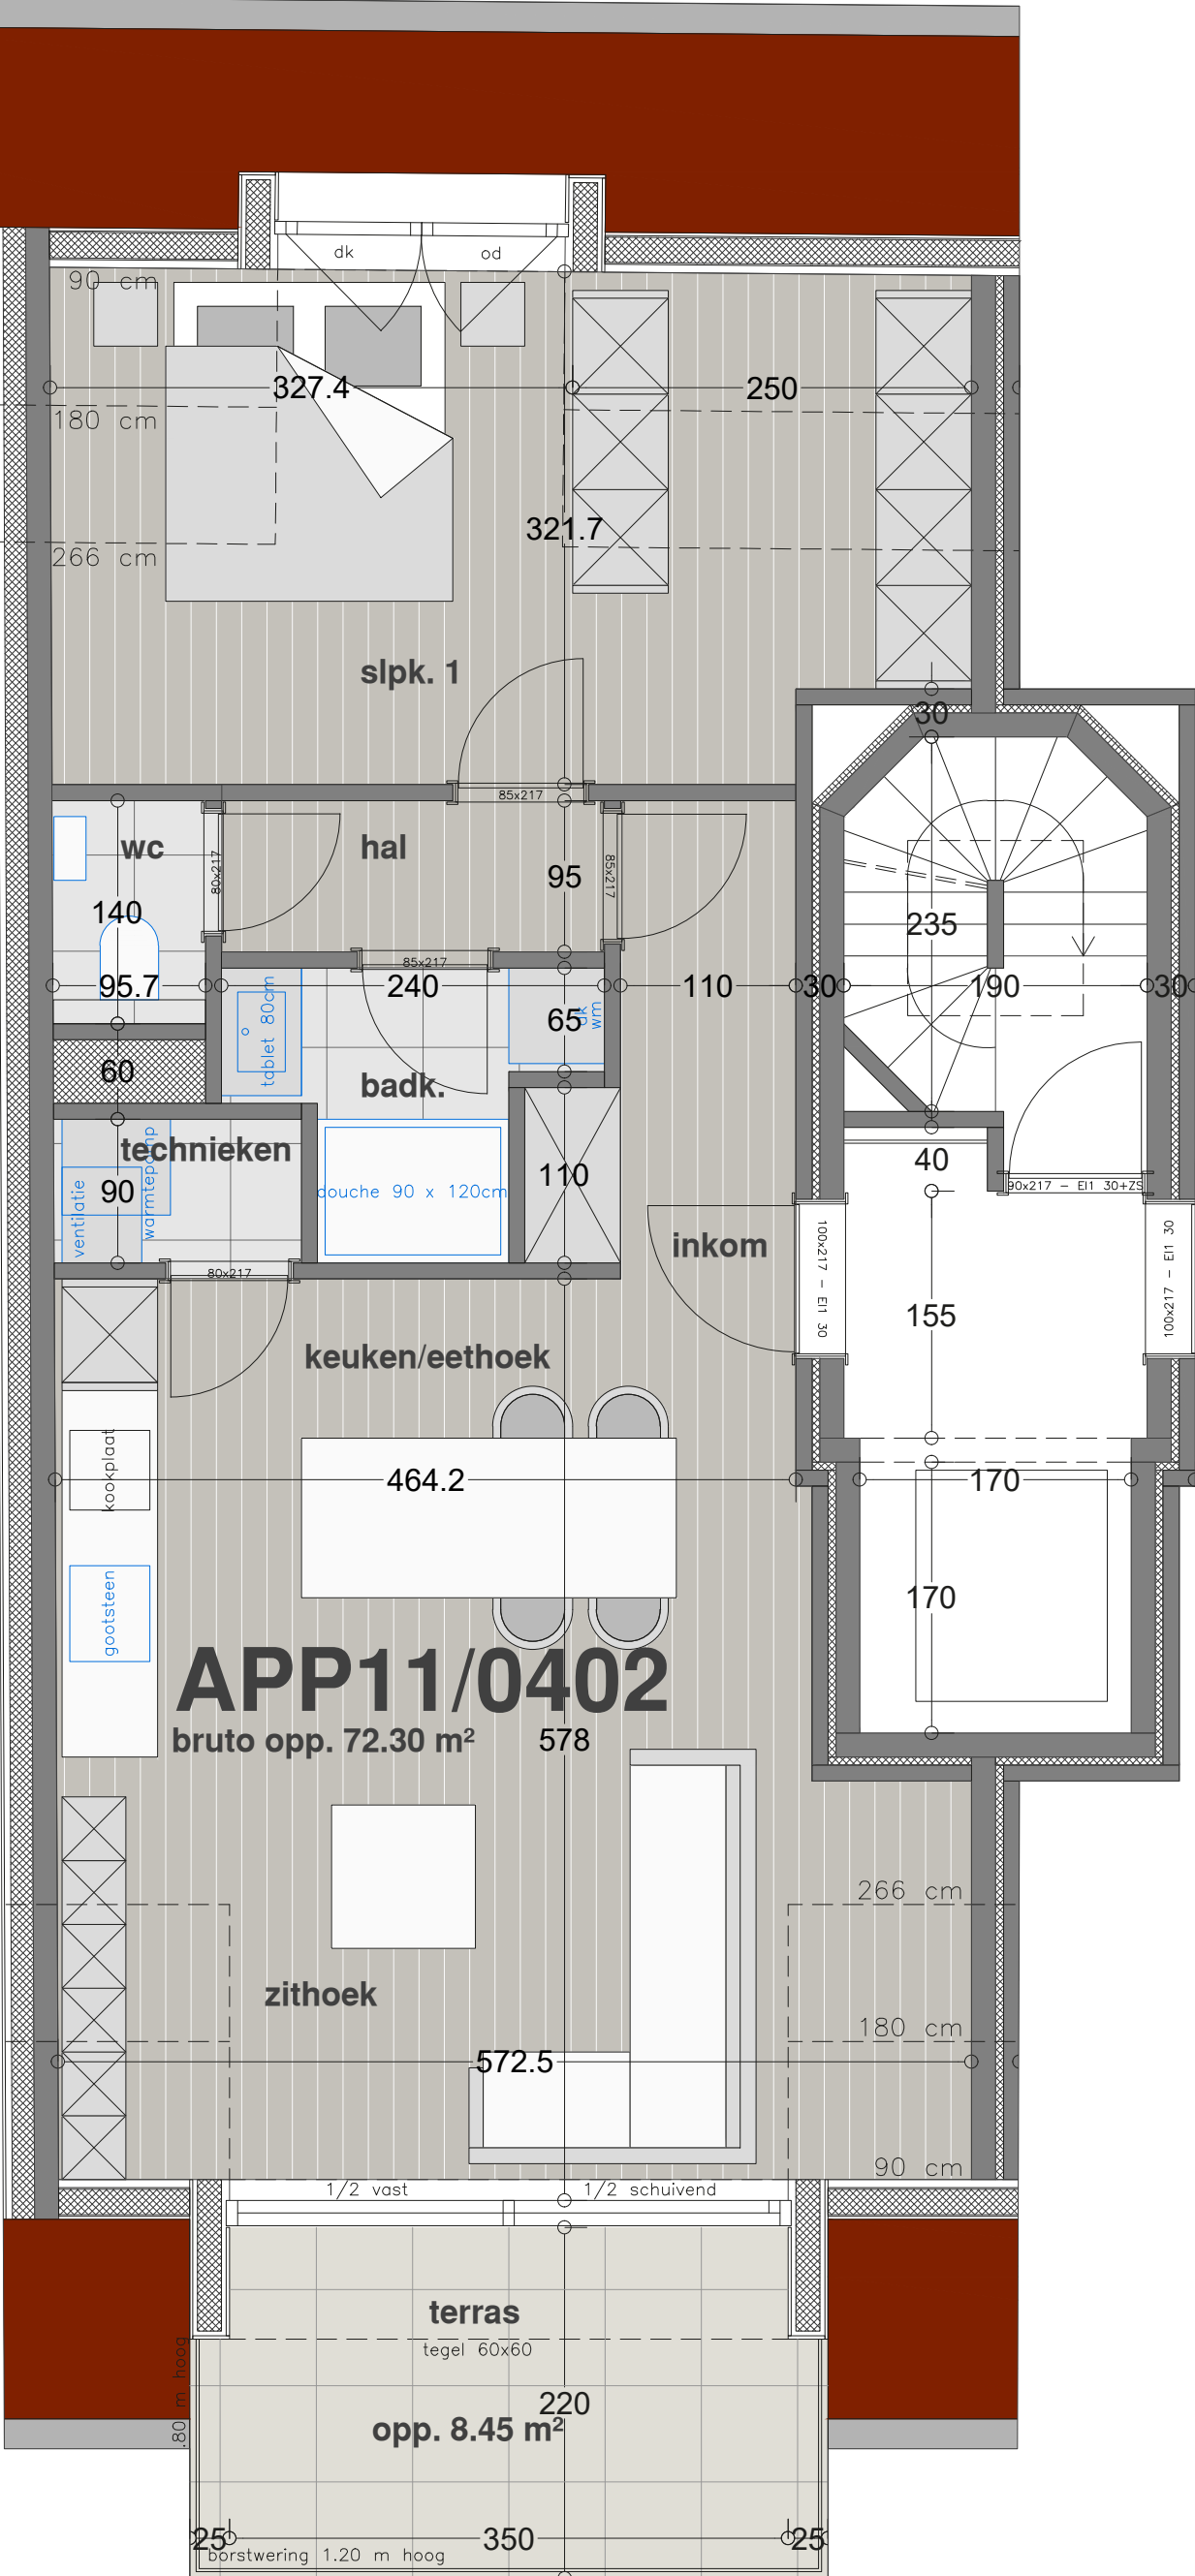 dk
od
90 cm
327.4
250
180 cm
321.7
266 cm
slpk. 1
30
85x217
wc
hal
80x217
95
85x217
140
235
85x217
95.7
240
110
30
190
30
tablet 80cm
65
dk
wm
60
badk.
technieken
40
110
90
ventilatie
warmtepomp
douche 90 x 120cm
90x217 - EI1 30+ZS
inkom
100x217 - EI1 30
100x217 - EI1 30
80x217
155
keuken/eethoek
kookplaat
464.2
170
gootsteen
170
APP11/0402
bruto opp. 72.30 m²
578
266 cm
zithoek
180 cm
572.5
90 cm
1/2 vast
1/2 schuivend
terras
tegel 60x60
.80 m hoog
220
opp. 8.45 m²
25
350
25
borstwering 1.20 m hoog